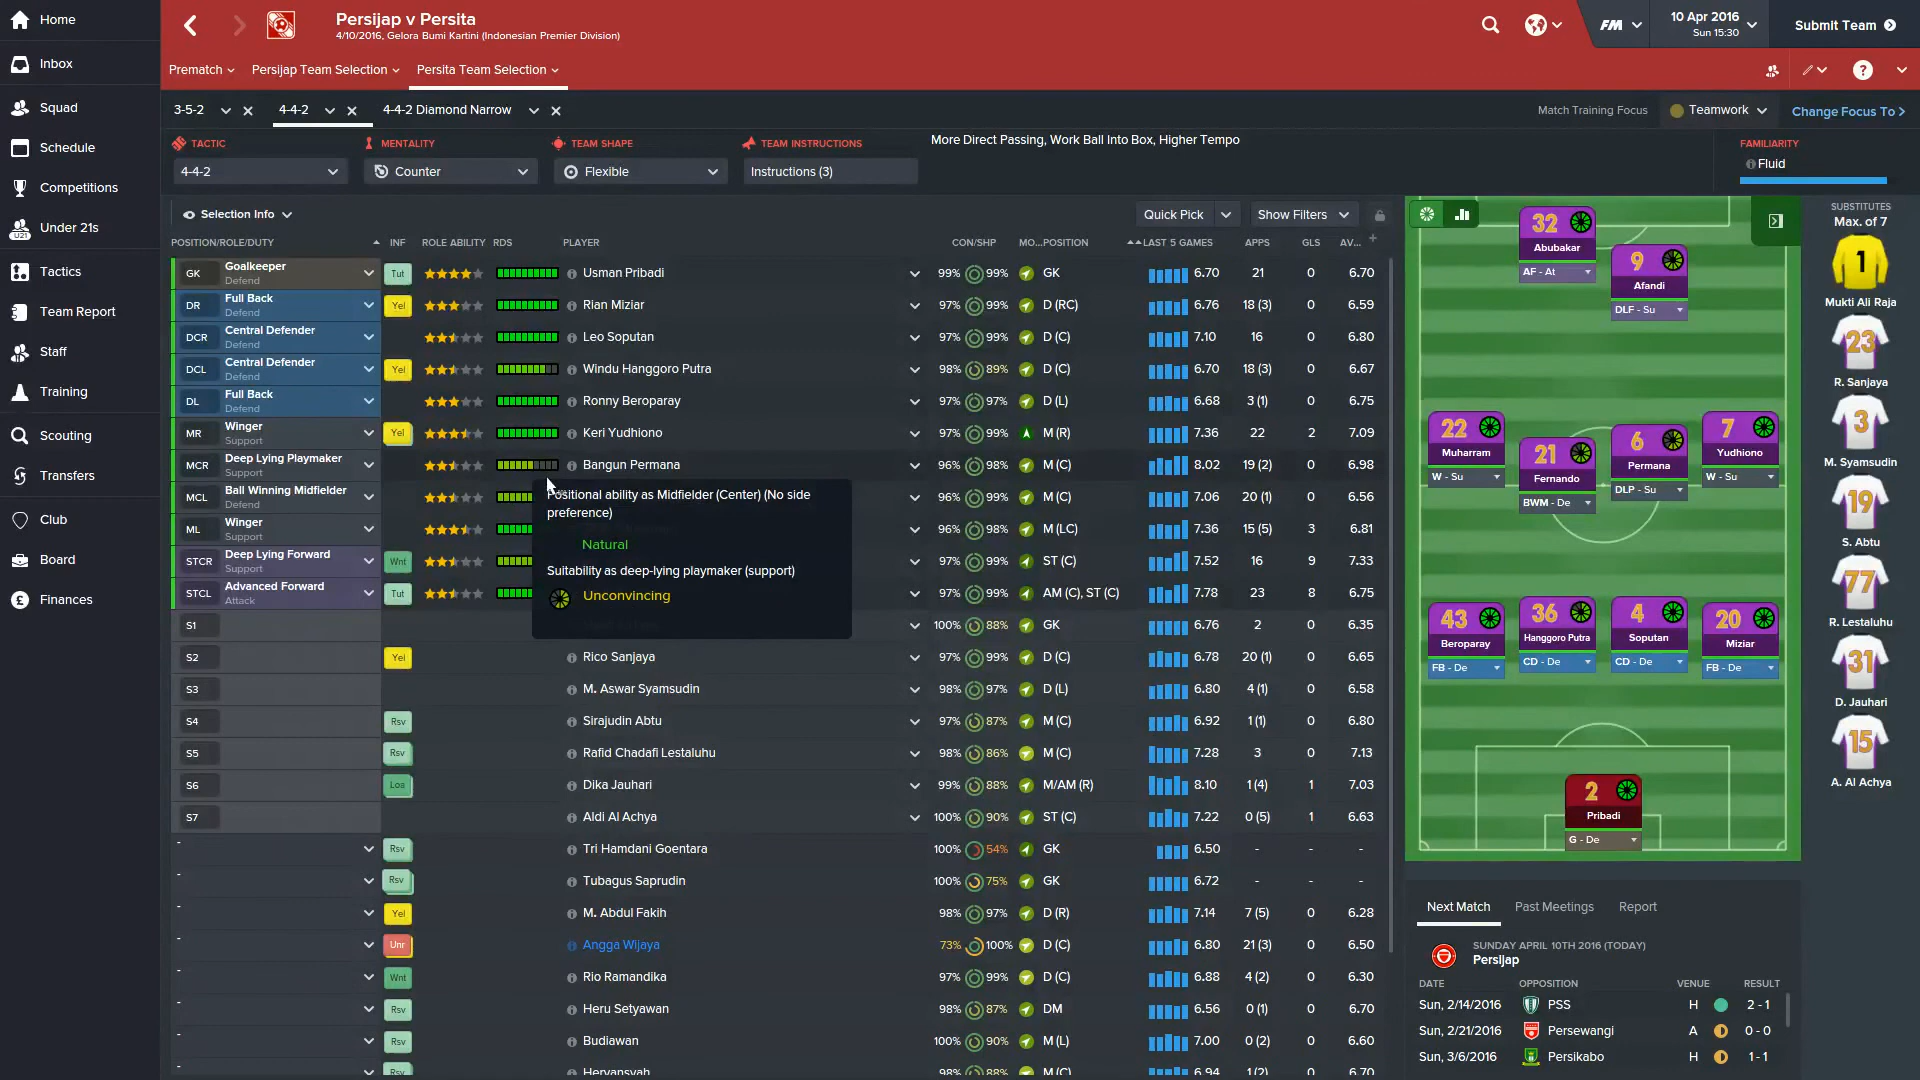 Home
Inbox
Squad
Schedule
Competitions
Under 21s
Tactics
Team Report
Staff
Training
Scouting
Transfers
Club
Board
Finances
Persijap v Persita
4/10/2016, Gelora Bumi Kartini (Indonesian Premier Division)
FM
10 Apr 2016
Sun 15:30
Submit Team
Prematch
Persijap Team Selection
Persita Team Selection
3-5-2
4-4-2
4-4-2 Diamond Narrow
Match Training Focus
Teamwork
Change Focus To >
TACTIC
MENTALITY
TEAM SHAPE
TEAM INSTRUCTIONS
More Direct Passing, Work Ball Into Box, Higher Tempo
FAMILIARITY
4-4-2
Counter
Flexible
Instructions (3)
Fluid
Selection Info
Quick Pick
Show Filters
POSITION/ROLE/DUTY INF ROLE ABILITY RDS PLAYER CON/SHP MO... POSITION LAST 5 GAMES APPS GLS AV...
GK Goalkeeper Defend Tut Usman Pribadi 99% 99% GK 6.70 21 0 6.70
DR Full Back Defend Yel Rian Miziar 97% 99% D (RC) 6.76 18 (3) 0 6.59
DCR Central Defender Defend Leo Soputan 97% 99% D (C) 7.10 16 0 6.80
DCL Central Defender Defend Yel Windu Hanggoro Putra 98% 89% D (C) 6.70 18 (3) 0 6.67
DL Full Back Defend Ronny Beroparay 97% 97% D (L) 6.68 3 (1) 0 6.75
MR Winger Support Yel Keri Yudhiono 97% 99% M (R) 7.36 22 2 7.09
MCR Deep Lying Playmaker Support Bangun Permana 96% 98% M (C) 8.02 19 (2) 0 6.98
MCL Ball Winning Midfielder Support 96% 99% M (C) 7.06 20 (1) 0 6.56
ML Winger Support 96% 98% M (LC) 7.36 15 (5) 3 6.81
STCR Deep Lying Forward Support Wnt 97% 99% ST (C) 7.52 16 9 7.33
STCL Advanced Forward Attack Tut 97% 99% AM (C), ST (C) 7.78 23 8 6.75
Positional ability as Midfielder (Center) (No side
preference)
Natural
Suitability as deep-lying playmaker (support)
Unconvincing
S1 100% 88% GK 6.76 2 0 6.35
S2 Yel Rico Sanjaya 97% 99% D (C) 6.78 20 (1) 0 6.65
S3 M. Aswar Syamsudin 98% 97% D (L) 6.80 4 (1) 0 6.58
S4 Rsv Sirajudin Abtu 97% 87% M (C) 6.92 1 (1) 0 6.80
S5 Rsv Rafid Chadafi Lestaluhu 98% 86% M (C) 7.28 3 0 7.13
S6 Loa Dika Jauhari 99% 88% M/AM (R) 8.10 1 (4) 1 7.03
S7 Aldi Al Achya 100% 90% ST (C) 7.22 0 (5) 1 6.63
- Rsv Tri Hamdani Goentara 100% 54% GK 6.50 - - -
- Rsv Tubagus Saprudin 100% 75% GK 6.72 - - -
- Yel M. Abdul Fakih 98% 97% D (R) 7.14 7 (5) 0 6.28
- Unr Angga Wijaya 73% 100% D (C) 6.80 21 (3) 0 6.50
- Wnt Rio Ramandika 97% 99% D (C) 6.88 4 (2) 0 6.30
- Rsv Heru Setyawan 98% 87% DM 6.56 0 (1) 0 6.70
- Rsv Budiawan 100% 90% M (L) 7.00 0 (2) 0 6.60
Rsv Hervansyah 98% 88% M (C) 6.94 1 (2) 0 6.70
32
Abubakar
AF - At
9
Afandi
DLF - Su
22
Muharram
W - Su
21
Fernando
BWM - De
6
Permana
DLP - Su
7
Yudhiono
W - Su
43
Beroparay
FB - De
36
Hanggoro Putra
CD - De
4
Soputan
CD - De
20
Miziar
FB - De
2
Pribadi
G - De
SUBSTITUTES
Max. of 7
1
Mukti Ali Raja
23
R. Sanjaya
3
M. Syamsudin
19
S. Abtu
77
R. Lestaluhu
31
D. Jauhari
15
A. Al Achya
Next Match
Past Meetings
Report
SUNDAY APRIL 10TH 2016 (TODAY)
Persijap
DATE OPPOSITION VENUE RESULT
Sun, 2/14/2016 PSS H 2 - 1
Sun, 2/21/2016 Persewangi A 0 - 0
Sun, 3/6/2016 Persikabo H 1 - 1